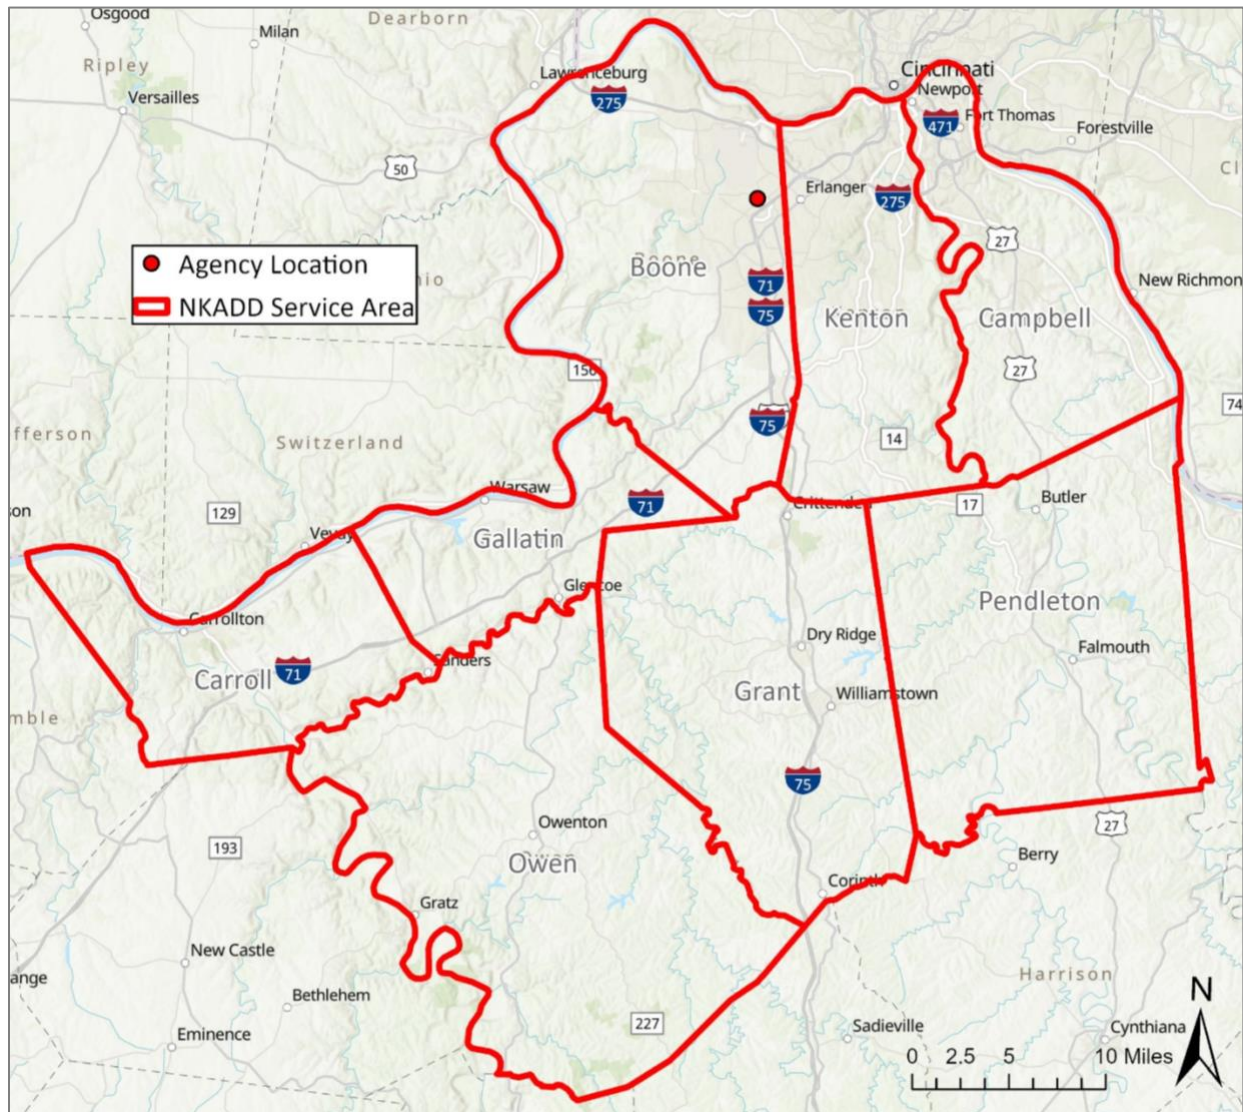 Osgood
Dearborn
Milan
Ripley
Cincinnati
Lawrenceburg
Versailles
275
Newport
471
Fort Thomas
Forestville
50
Erlanger
275
27
Agency Location
NKADD Service Area
Boone
71
75
New Richmon
Kenton
Campbell
156
27
75
74
fferson
Switzerland
14
Warsaw
71
Crittenden
17
Butler
on
129
Vevay
Gallatin
Glencoe
Pendleton
Carrollton
Dry Ridge
Falmouth
Sanders
Carroll
71
Grant
Williamstown
mble
75
Owenton
27
193
Owen
Berry
Corinth
Gratz
New Castle
ange
Harrison
Bethlehem
N
227
Eminence
Sadieville
Cynthiana
0 2.5 5 10 Miles